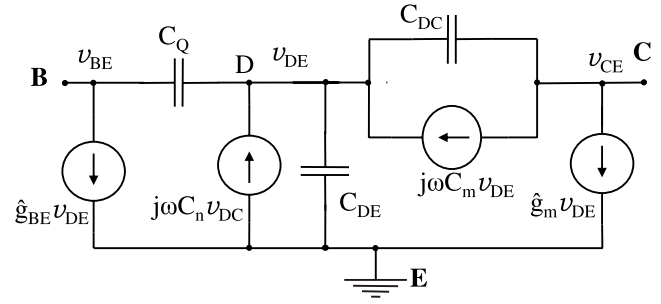 C_DC
C_Q
v_BE
D
v_DE
v_CE
C
B
ĝ_BE v_DE
jωC_n v_DC
C_DE
jωC_m v_DE
ĝ_m v_DE
E